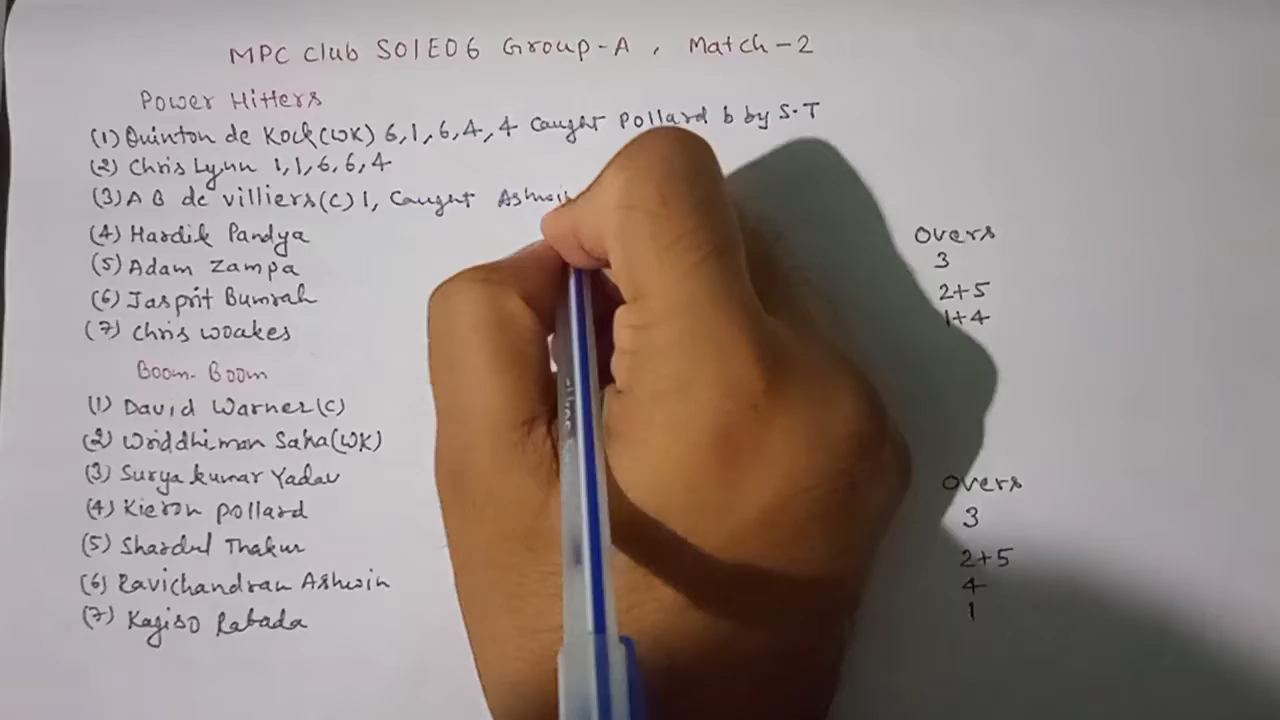 MPC Club S01E06 Group-A, Match-2
Power Hitters
(1) Quinton de Kock(WK) 6,1,6,4,4 Caught Pollard b by S.T
(2) Chris Lynn 1,1,6,6,4
(3) A B de villiers(C) 1, Caught Ashwin
(4) Hardik Pandya
(5) Adam Zampa
(6) Jasprit Bumrah
(7) Chris Woakes
Overs
3
2+5
1+4
Boom-Boom
(1) David Warner(C)
(2) Wriddhiman Saha(WK)
(3) Surya kumar Yadav
(4) Kieron Pollard
(5) Shardul Thakur
(6) Ravichandran Ashwin
(7) Kagiso Rabada
Overs
3
2+5
4
1